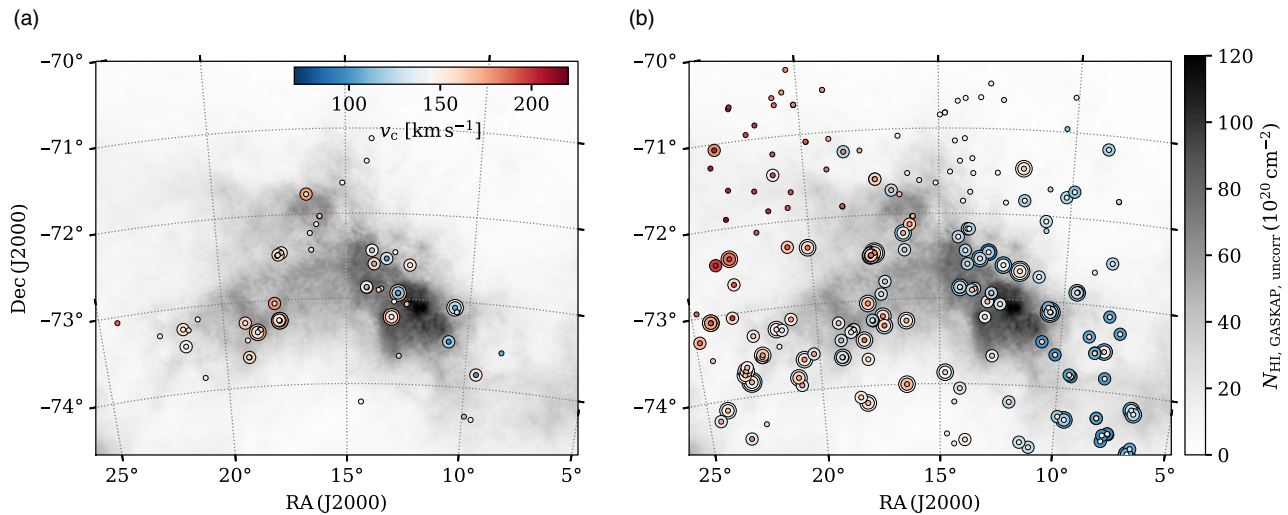 (a)
(b)
−70°
−71°
−72°
−73°
−74°
Dec (J2000)
100 150 200
v_c [km s⁻¹]
25° 20° 15° 10° 5°
RA (J2000)
−70°
−71°
−72°
−73°
−74°
25° 20° 15° 10° 5°
RA (J2000)
120
100
80
60
40
20
0
N_HI, GASKAP, uncorr (10²⁰ cm⁻²)